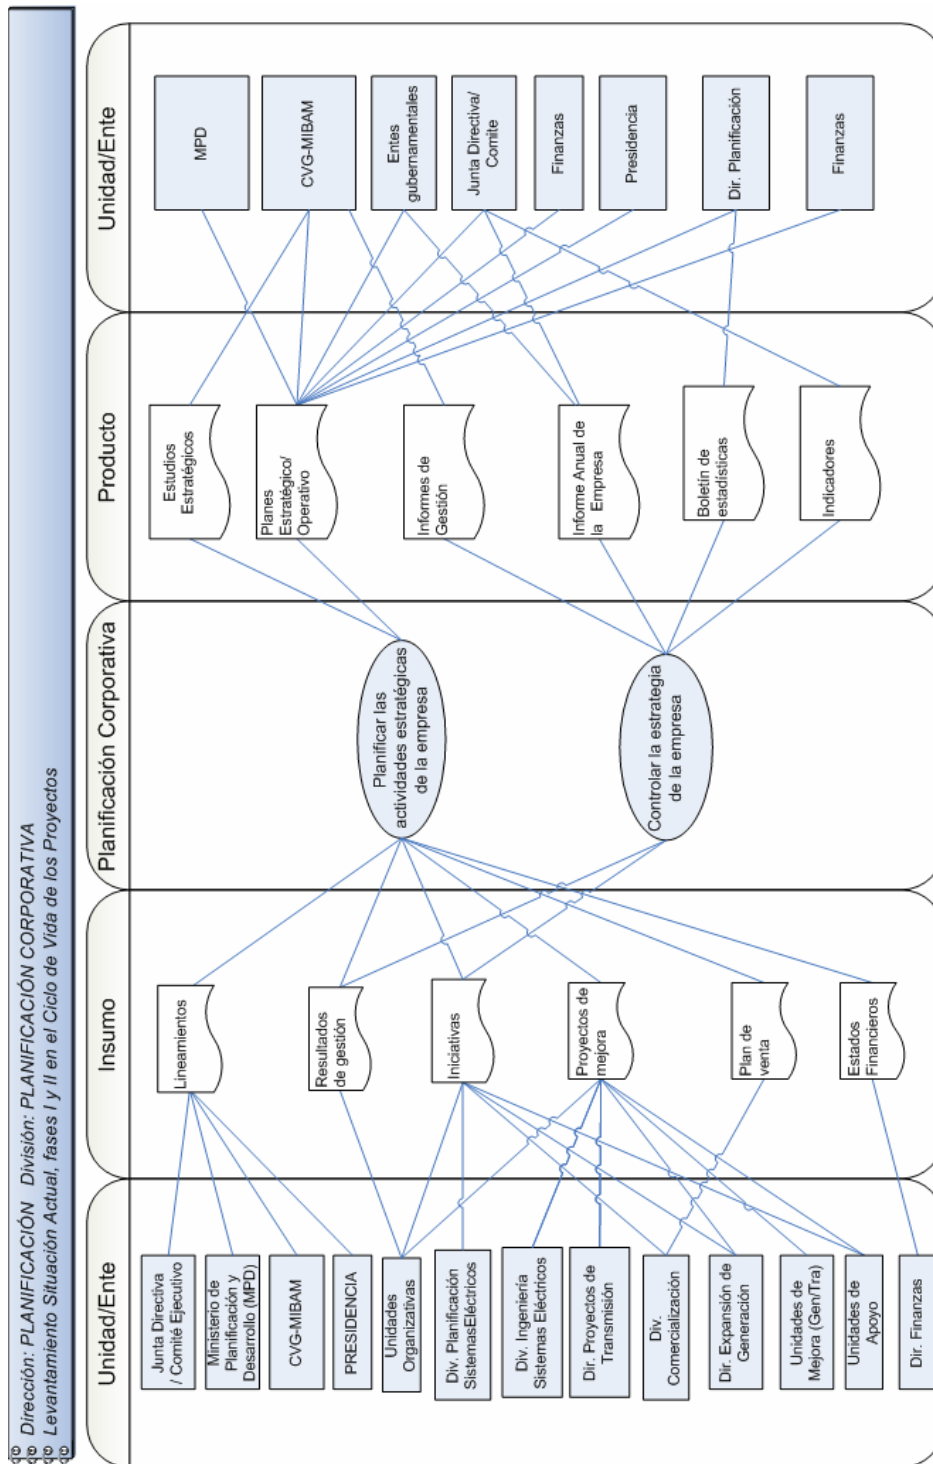 Dirección: PLANIFICACIÓN División: PLANIFICACIÓN CORPORATIVA
Levantamiento Situación Actual, fases I y II en el Ciclo de Vida de los Proyectos
Unidad/Ente
Insumo
Planificación Corporativa
Producto
Unidad/Ente
Junta Directiva
/ Comité Ejecutivo
Ministerio de
Planificación y
Desarrollo (MPD)
CVG-MIBAM
PRESIDENCIA
Unidades
Organizativas
Div. Planificación
SistemasEléctricos
Div. Ingeniería
Sistemas Eléctricos
Dir. Proyectos de
Transmisión
Div.
Comercialización
Dir. Expansión de
Generación
Unidades de
Mejora (Gen/Tra)
Unidades de
Apoyo
Dir. Finanzas
Lineamientos
Resultados
de gestión
Iniciativas
Proyectos de
mejora
Plan de
venta
Estados
Financieros
Planificar las
actividades estratégicas
de la empresa
Controlar la estrategia
de la empresa
Estudios
Estratégicos
Planes
Estratégico/
Operativo
Informes de
Gestión
Informe Anual de
la Empresa
Boletín de
estadísticas
Indicadores
MPD
CVG-MIBAM
Entes
gubernamentales
Junta Directiva/
Comite
Finanzas
Presidencia
Dir. Planificación
Finanzas